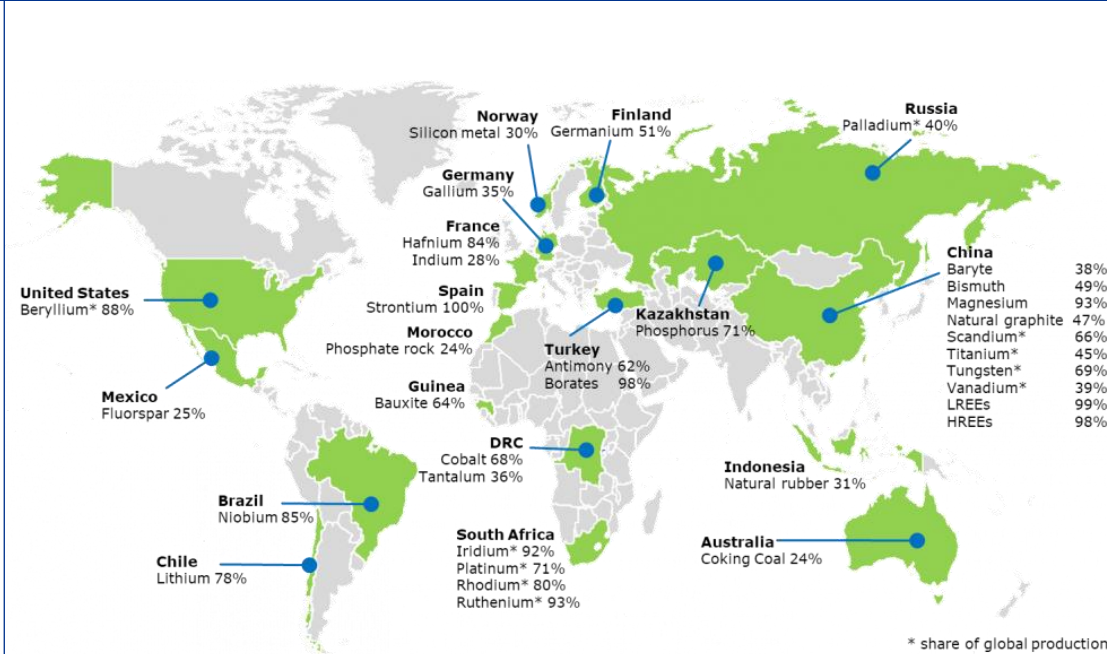 Norway
Silicon metal 30%
Finland
Germanium 51%
Russia
Palladium* 40%
Germany
Gallium 35%
France
Hafnium 84%
Indium 28%
China
Baryte 38%
Bismuth 49%
Magnesium 93%
Natural graphite 47%
Scandium* 66%
Titanium* 45%
Tungsten* 69%
Vanadium* 39%
LREEs 99%
HREEs 98%
United States
Beryllium* 88%
Spain
Strontium 100%
Kazakhstan
Phosphorus 71%
Morocco
Phosphate rock 24%
Turkey
Antimony 62%
Borates 98%
Mexico
Fluorspar 25%
Guinea
Bauxite 64%
DRC
Cobalt 68%
Tantalum 36%
Indonesia
Natural rubber 31%
Brazil
Niobium 85%
South Africa
Iridium* 92%
Platinum* 71%
Rhodium* 80%
Ruthenium* 93%
Australia
Coking Coal 24%
Chile
Lithium 78%
* share of global production